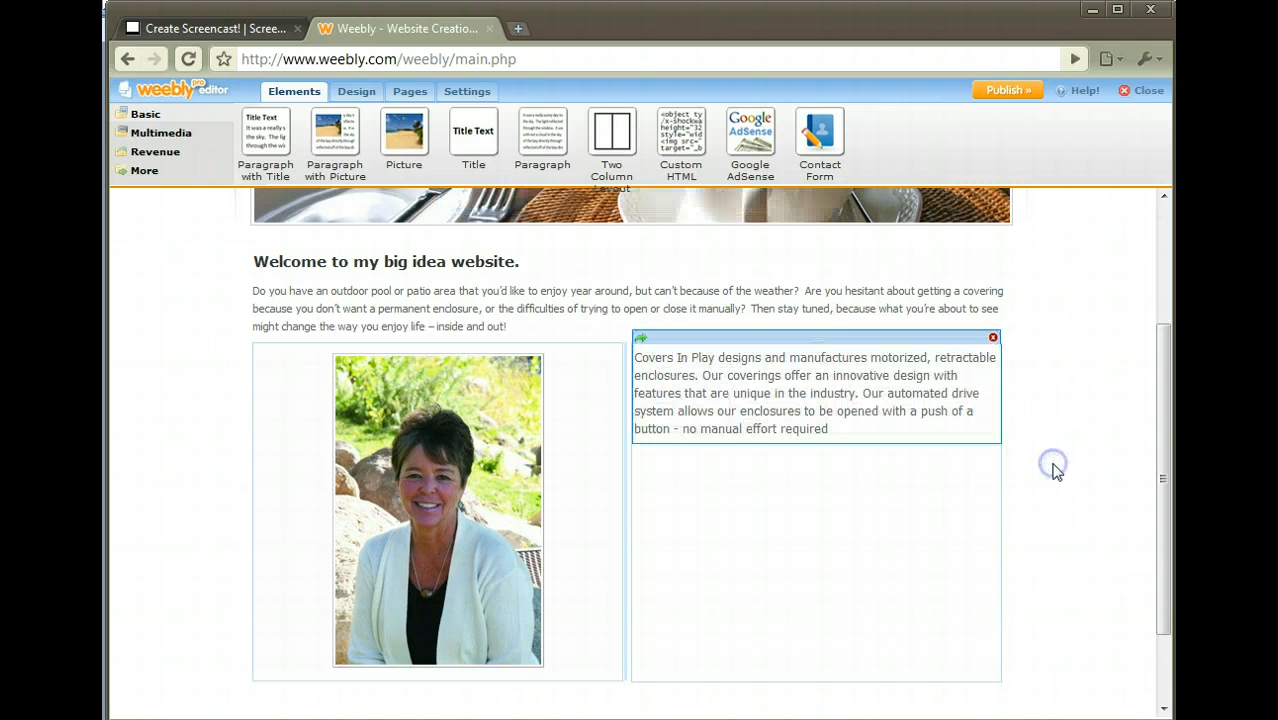 Create Screencast! | Scree...
Weebly - Website Creatio...
http://www.weebly.com/weebly/main.php
weebly pro editor
Elements
Design
Pages
Settings
Publish »
Help!
Close
Basic
Multimedia
Revenue
More
Title Text
Title Text
Google
AdSense
Paragraph with Title
Paragraph with Picture
Picture
Title
Paragraph
Two Column Layout
Custom HTML
Google AdSense
Contact Form
Welcome to my big idea website.
Do you have an outdoor pool or patio area that you'd like to enjoy year around, but can't because of the weather?  Are you hesitant about getting a covering
because you don't want a permanent enclosure, or the difficulties of trying to open or close it manually?  Then stay tuned, because what you're about to see
might change the way you enjoy life – inside and out!
Covers In Play designs and manufactures motorized, retractable
enclosures. Our coverings offer an innovative design with
features that are unique in the industry. Our automated drive
system allows our enclosures to be opened with a push of a
button - no manual effort required